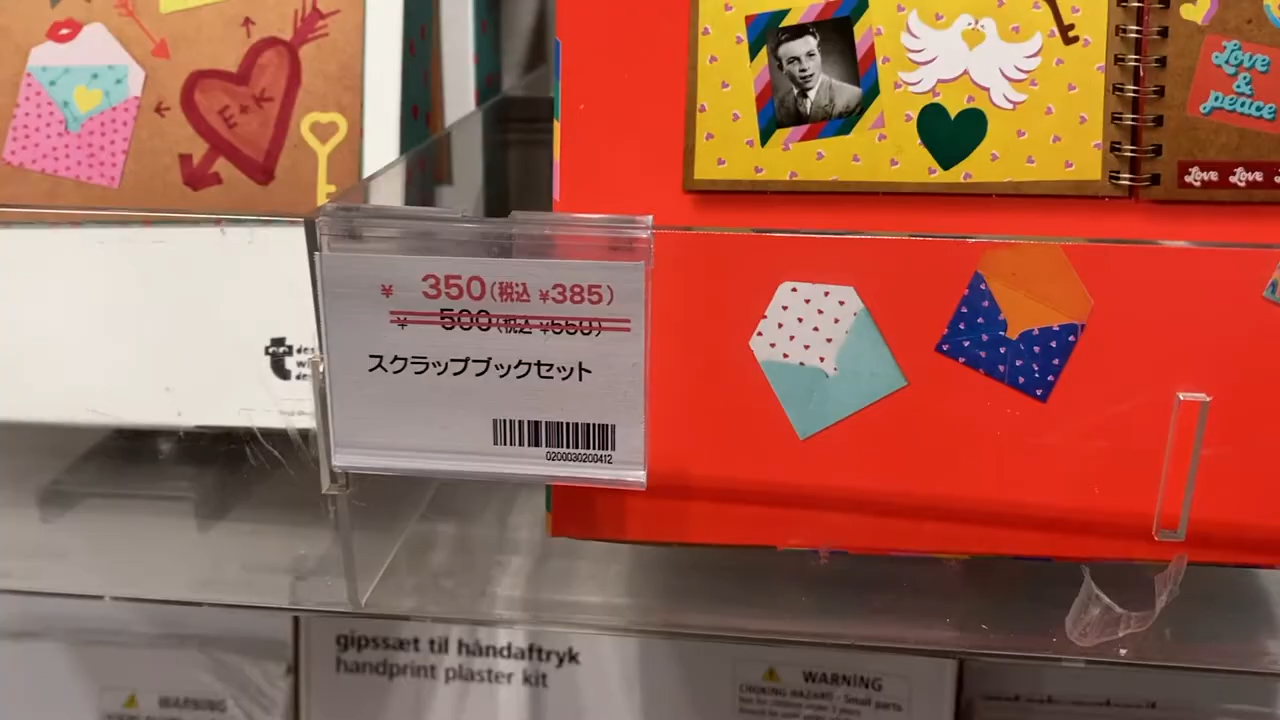 E+K
Love
&
peace
Love Love
¥ 350(税込 ¥385)
¥ 500(税込 ¥550)
スクラップブックセット
0200030200412
t
gipssæt til håndaftryk
handprint plaster kit
WARNING
CHOKING HAZARD - Small parts
WARNING